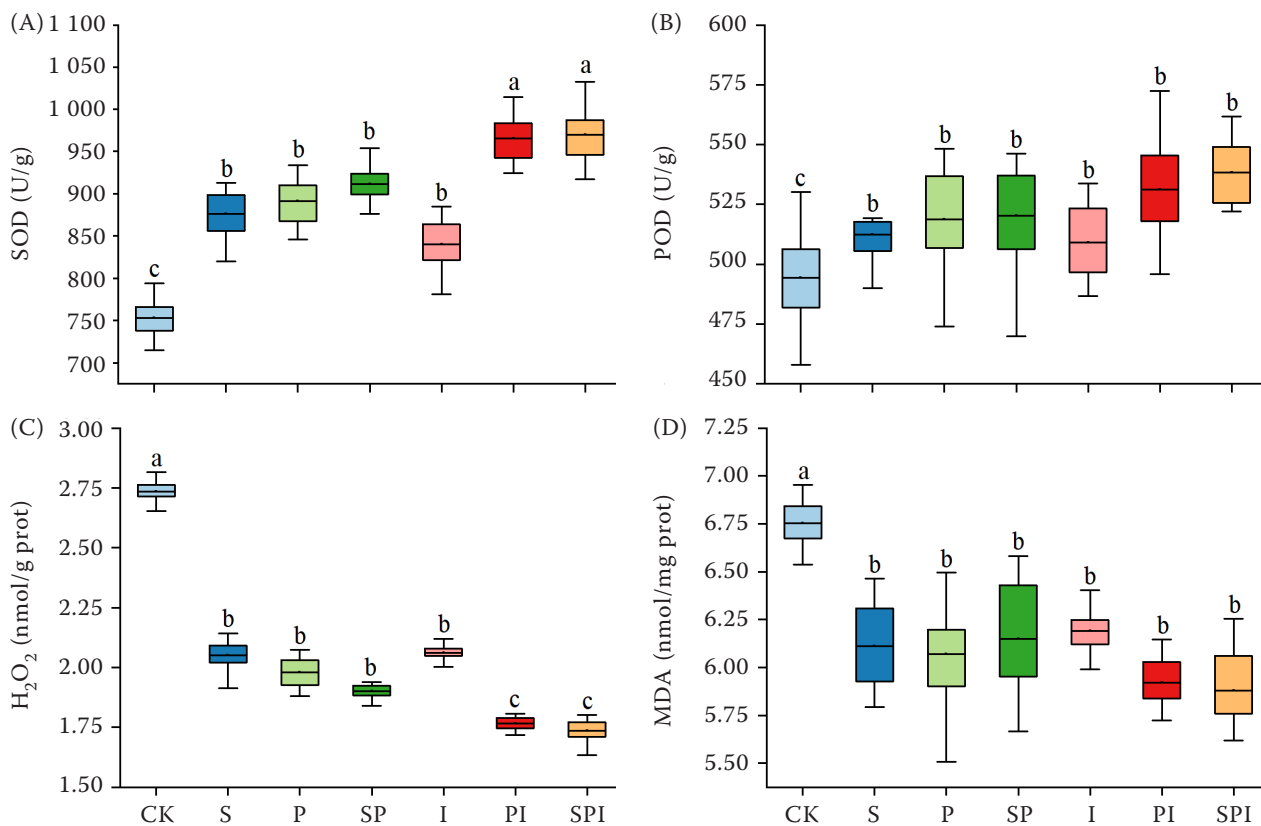 (A)
SOD (U/g)
1 100
1 050
1 000
950
900
850
800
750
700
c
b
b
b
b
a
a
(B)
POD (U/g)
600
575
550
525
500
475
450
c
b
b
b
b
b
b
(C)
H2O2 (nmol/g prot)
3.00
2.75
2.50
2.25
2.00
1.75
1.50
a
b
b
b
b
c
c
CK S P SP I PI SPI
(D)
MDA (nmol/mg prot)
7.25
7.00
6.75
6.50
6.25
6.00
5.75
5.50
a
b
b
b
b
b
b
CK S P SP I PI SPI